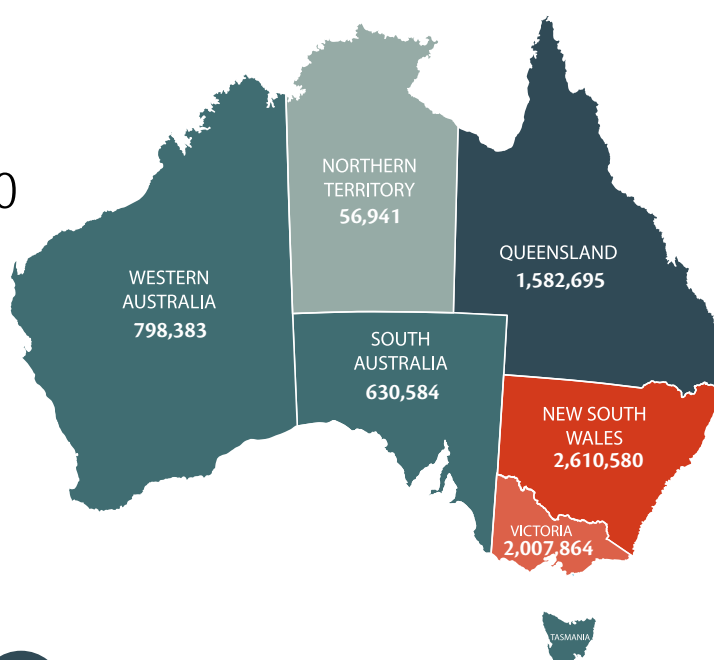 0
NORTHERN
TERRITORY
56,941
QUEENSLAND
1,582,695
WESTERN
AUSTRALIA
798,383
SOUTH
AUSTRALIA
630,584
NEW SOUTH
WALES
2,610,580
VICTORIA
2,007,864
TASMANIA